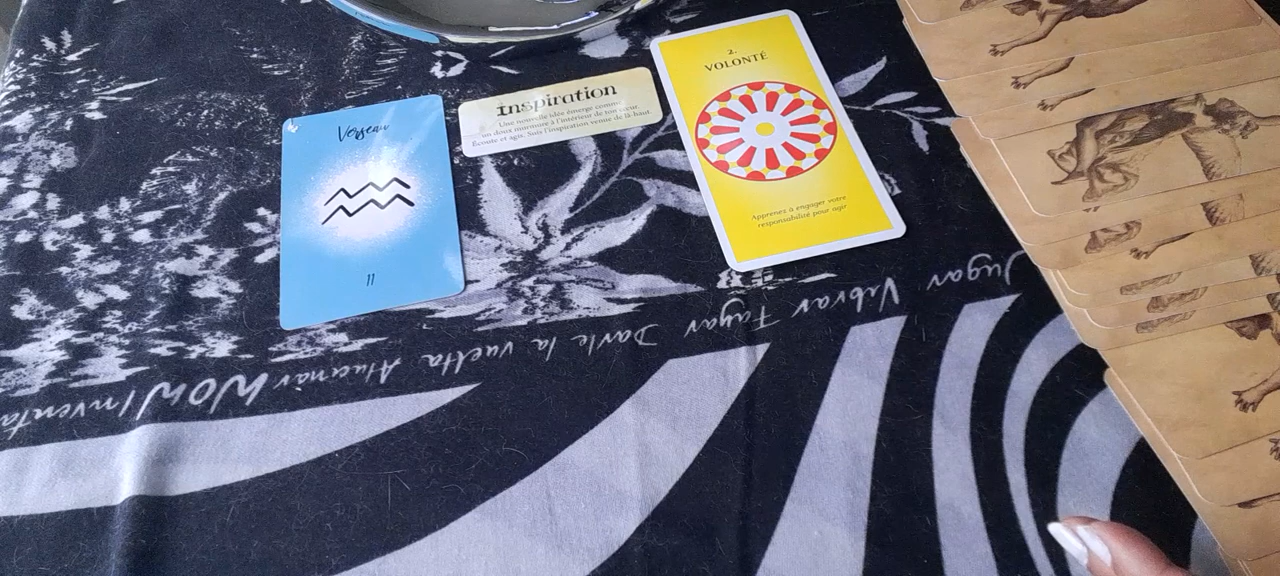 Verseau
11
Inspiration
Une nouvelle idée émerge comme
un doux murmure à l'intérieur de ton cœur.
Écoute et agis. Suis l'inspiration venue de là-haut.
2.
VOLONTÉ
Apprenez à engager votre
responsabilité pour agir
Jugar Vibrar Fugar Darle la vuelta Alucinar WOW! Inventa